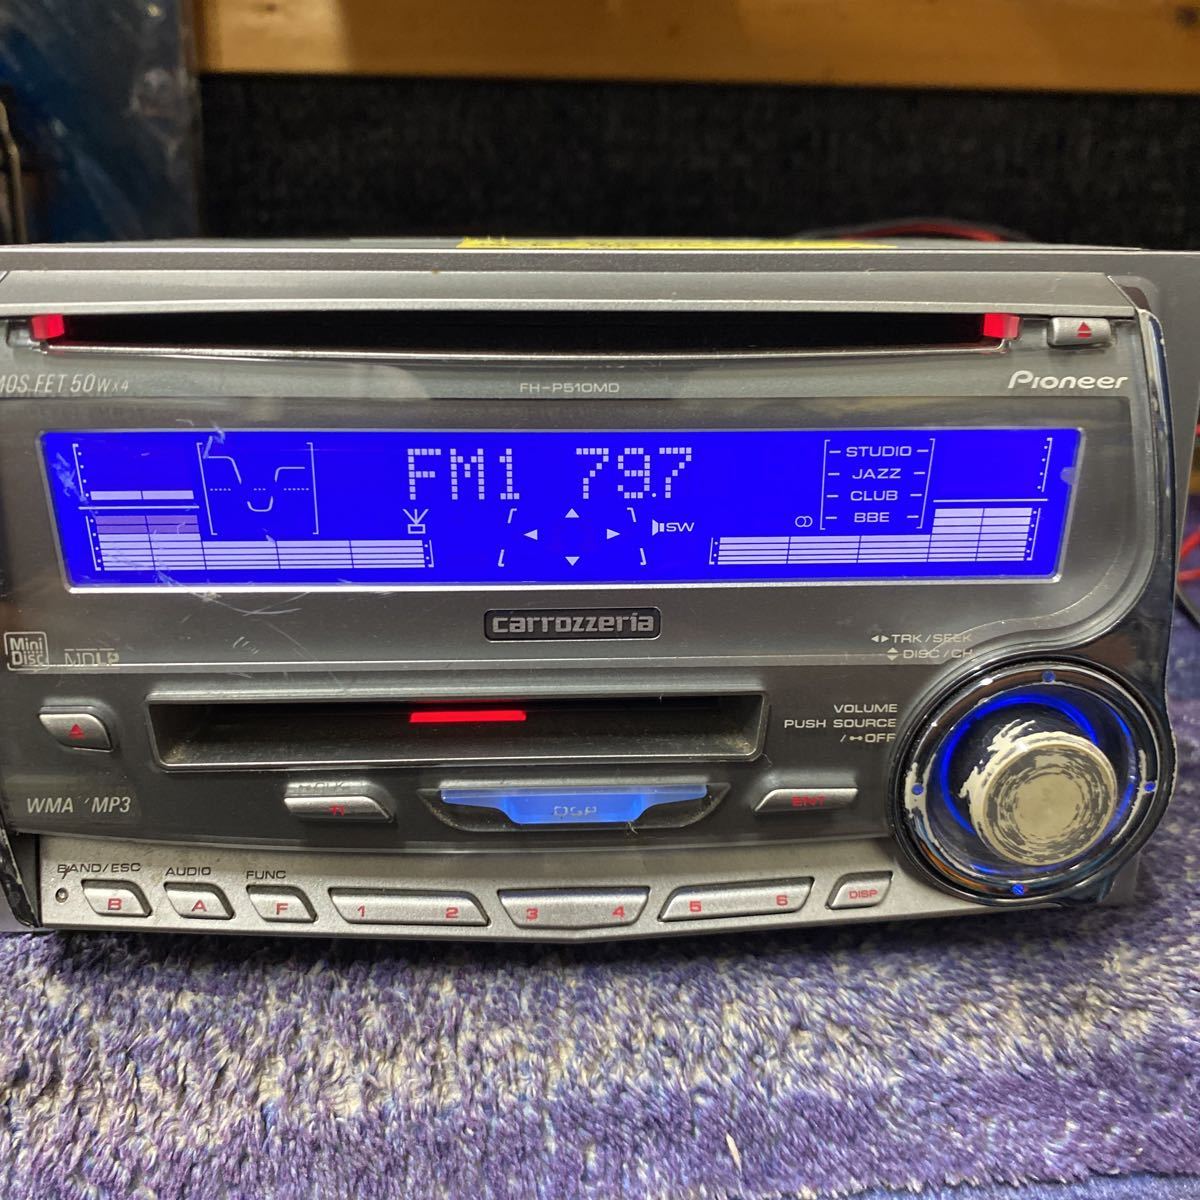 MOS FET 50W×4
FH-P510MD
Pioneer
FM1 79.7
STUDIO
JAZZ
CLUB
BBE
SW
carrozzeria
Mini
Disc
MDLP
TRK/SEEK
DISC/CH
VOLUME
PUSH SOURCE
/ OFF
WMA MP3
TI
DSP
ENT
BAND/ESC
AUDIO
FUNC
B
A
F
1
2
3
4
5
6
DISP